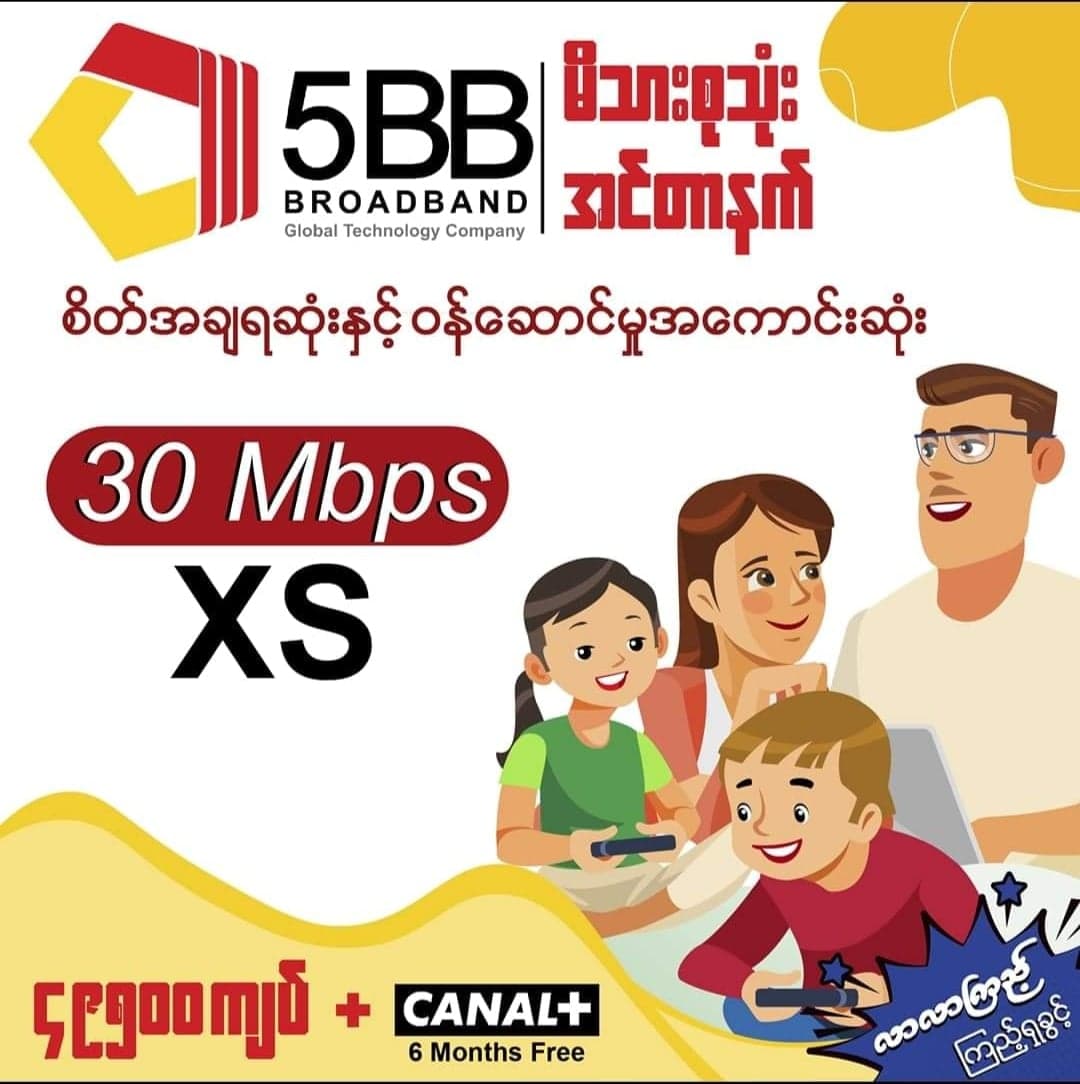 5BB
BROADBAND
Global Technology Company
မိသားစုသုံး
အင်တာနက်
စိတ်အချရဆုံးနှင့် ဝန်ဆောင်မှုအကောင်းဆုံး
30 Mbps
XS
၄၉၅၀၀ကျပ် + CANAL+
6 Months Free
လာလာကြည့်
ကြည့်ရှုခွင့်